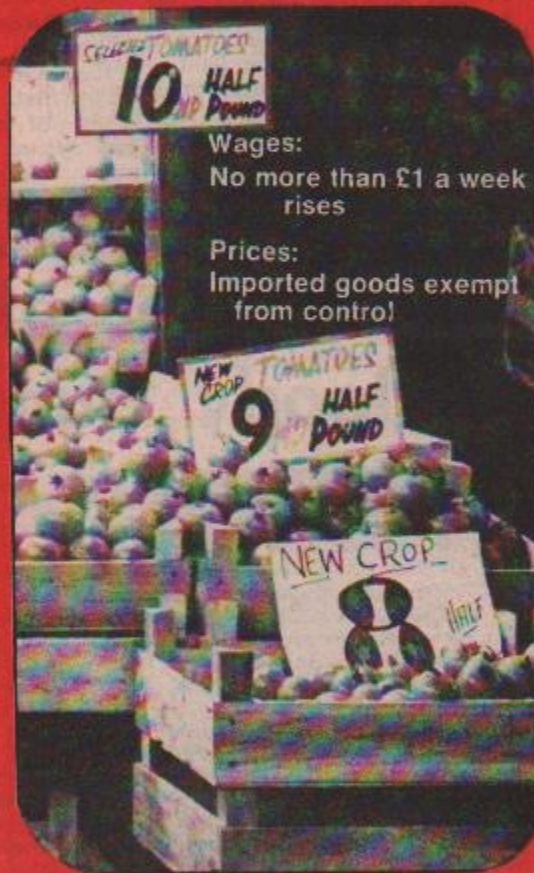 SELECTED TOMATOES
10 NP HALF
POUND
Wages:
No more than £1 a week
rises
Prices:
Imported goods exempt
from control
NEW CROP TOMATOES
9 HALF
POUND
NEW CROP
8 HALF